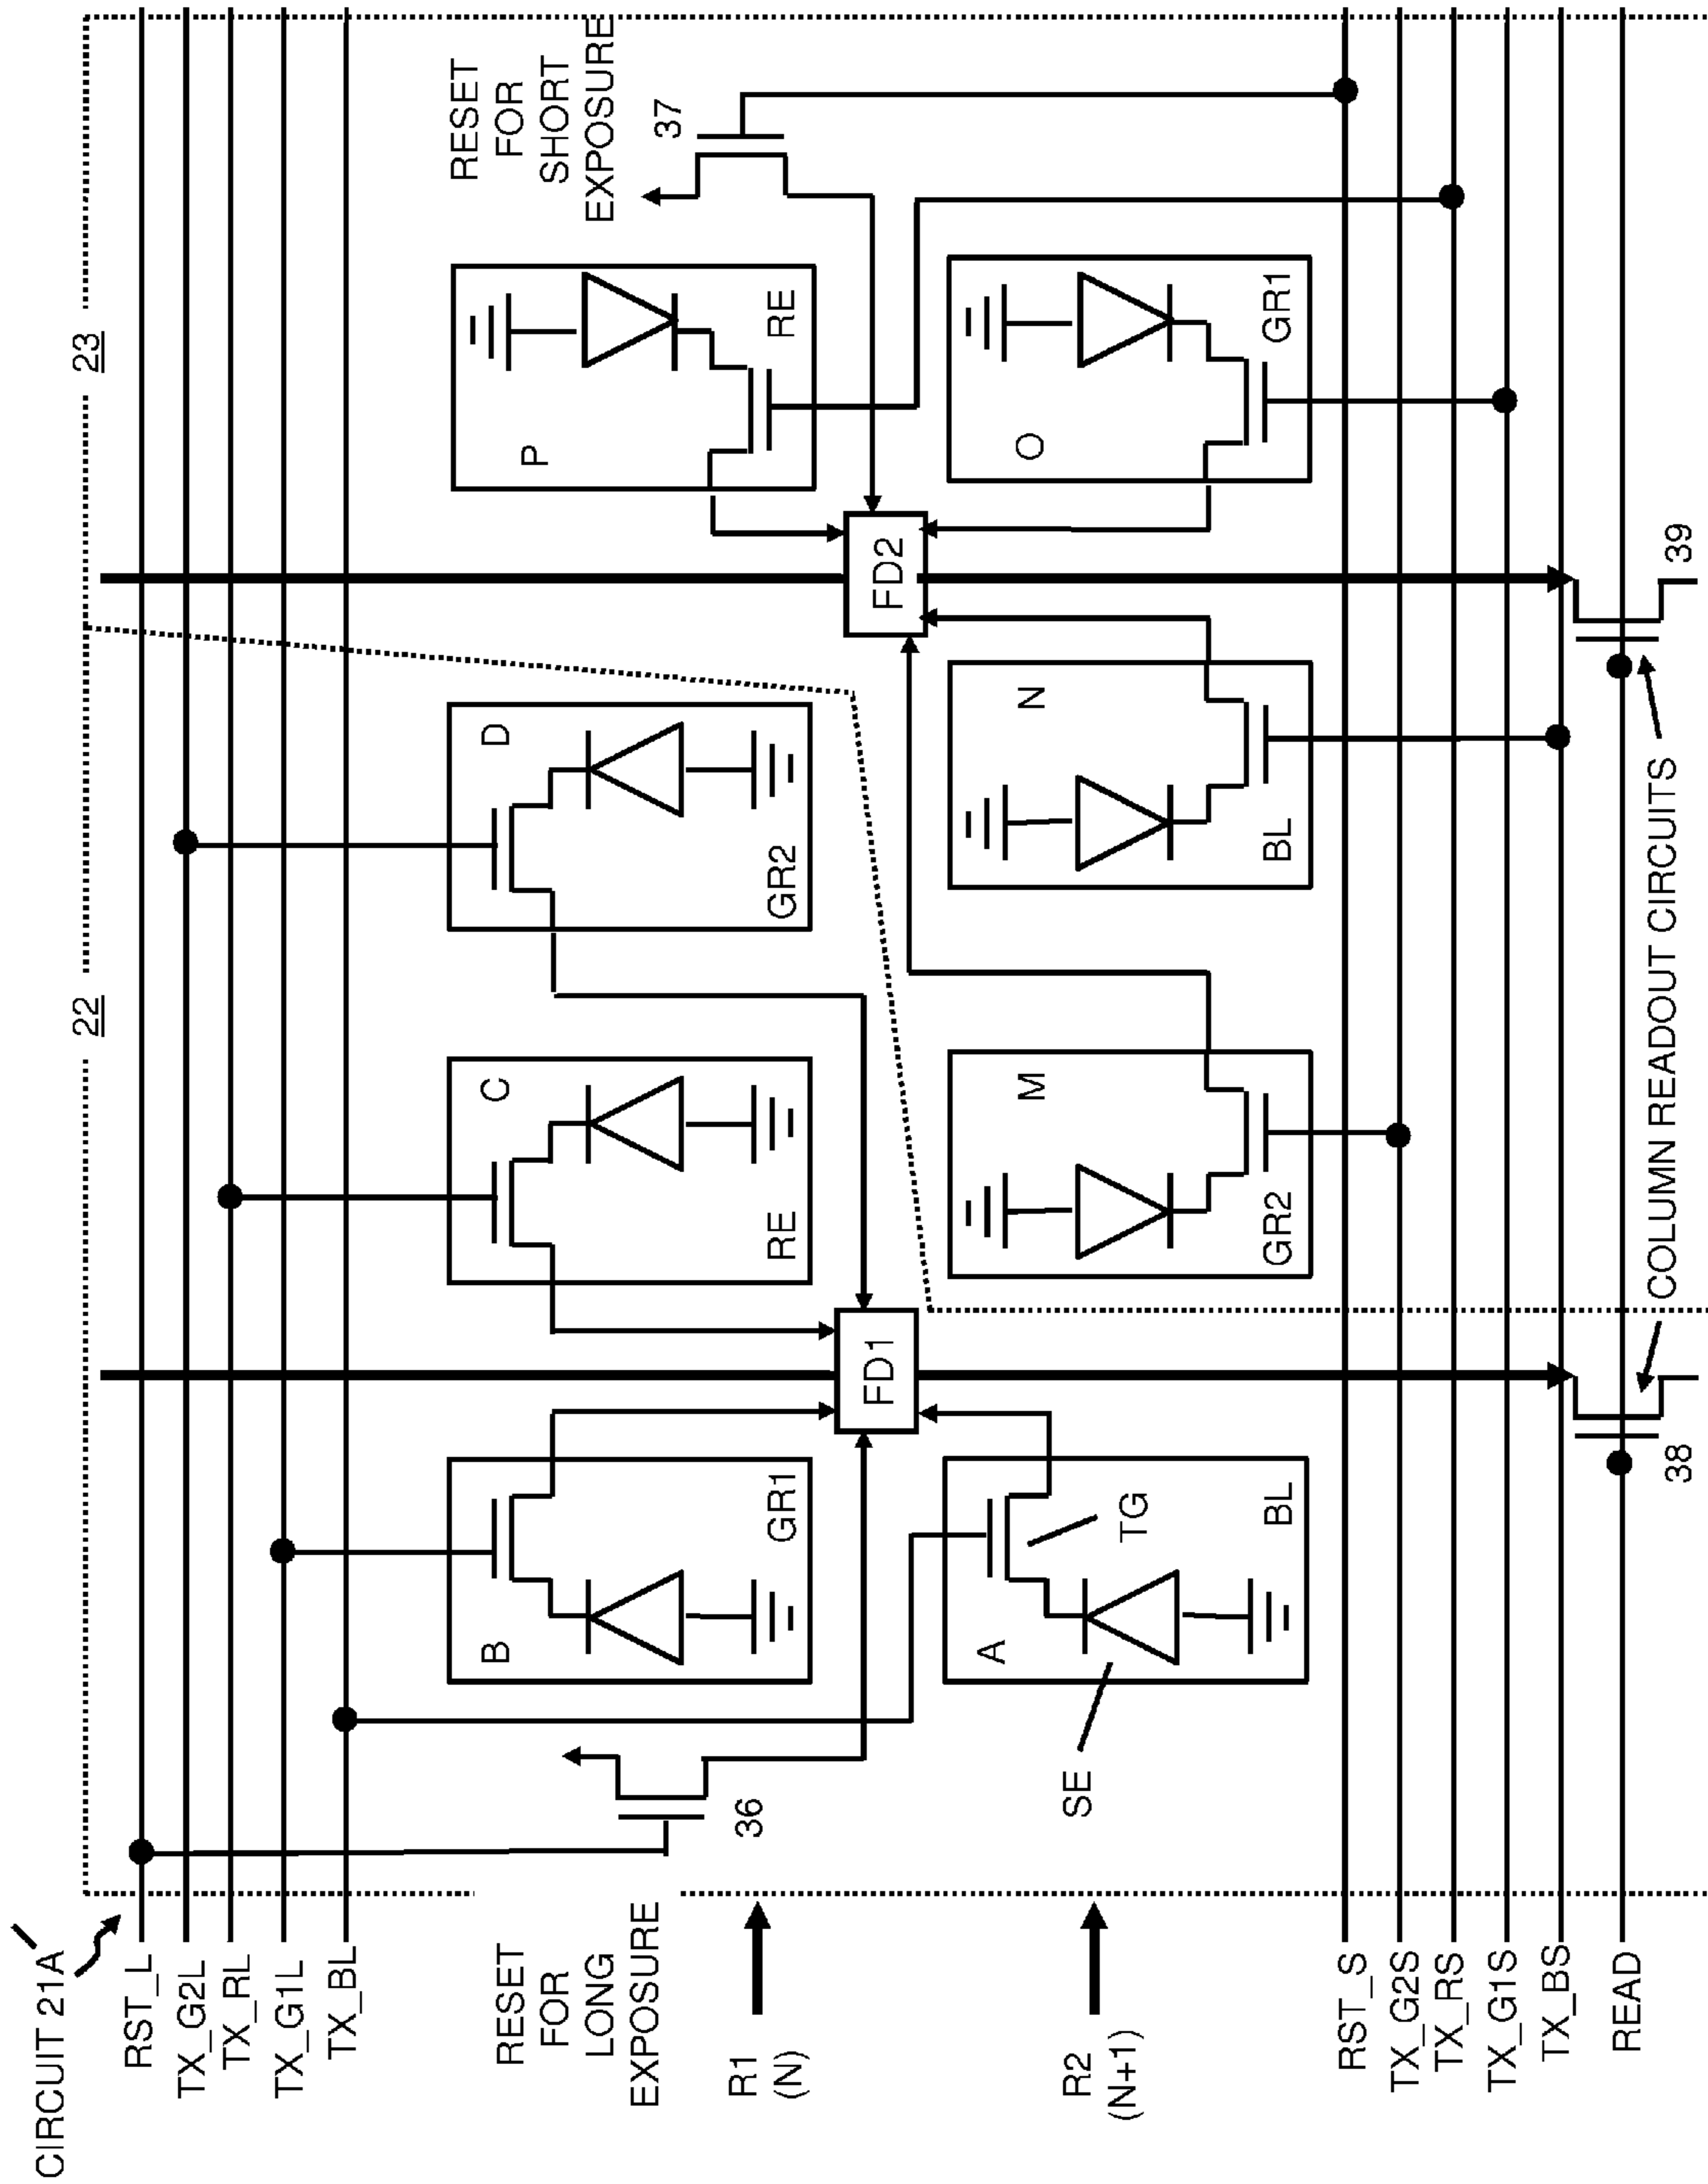 CIRCUIT 21A
22
23
RST_L
TX_G2L
TX_RL
TX_G1L
TX_BL
RESET
FOR
LONG
EXPOSURE
36
B
GR1
C
RE
D
GR2
P
RE
RESET
FOR
SHORT
EXPOSURE
37
R1
(N)
FD1
FD2
R2
(N+1)
SE
A
TG
BL
M
GR2
N
BL
O
GR1
RST_S
TX_G2S
TX_RS
TX_G1S
TX_BS
READ
38
COLUMN READOUT CIRCUITS
39